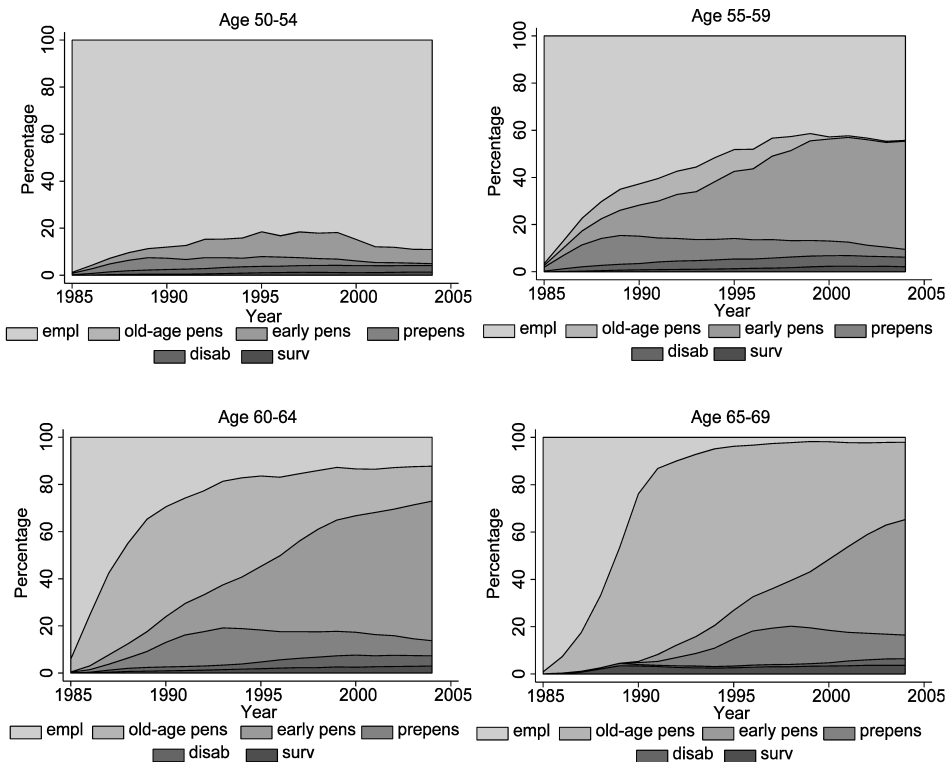 Age 50-54
Percentage
100
80
60
40
20
0
1985 1990 1995 2000 2005
Year
empl old-age pens early pens prepens
disab surv
Age 55-59
Percentage
100
80
60
40
20
0
1985 1990 1995 2000 2005
Year
empl old-age pens early pens prepens
disab surv
Age 60-64
Percentage
100
80
60
40
20
0
1985 1990 1995 2000 2005
Year
empl old-age pens early pens prepens
disab surv
Age 65-69
Percentage
100
80
60
40
20
0
1985 1990 1995 2000 2005
Year
empl old-age pens early pens prepens
disab surv